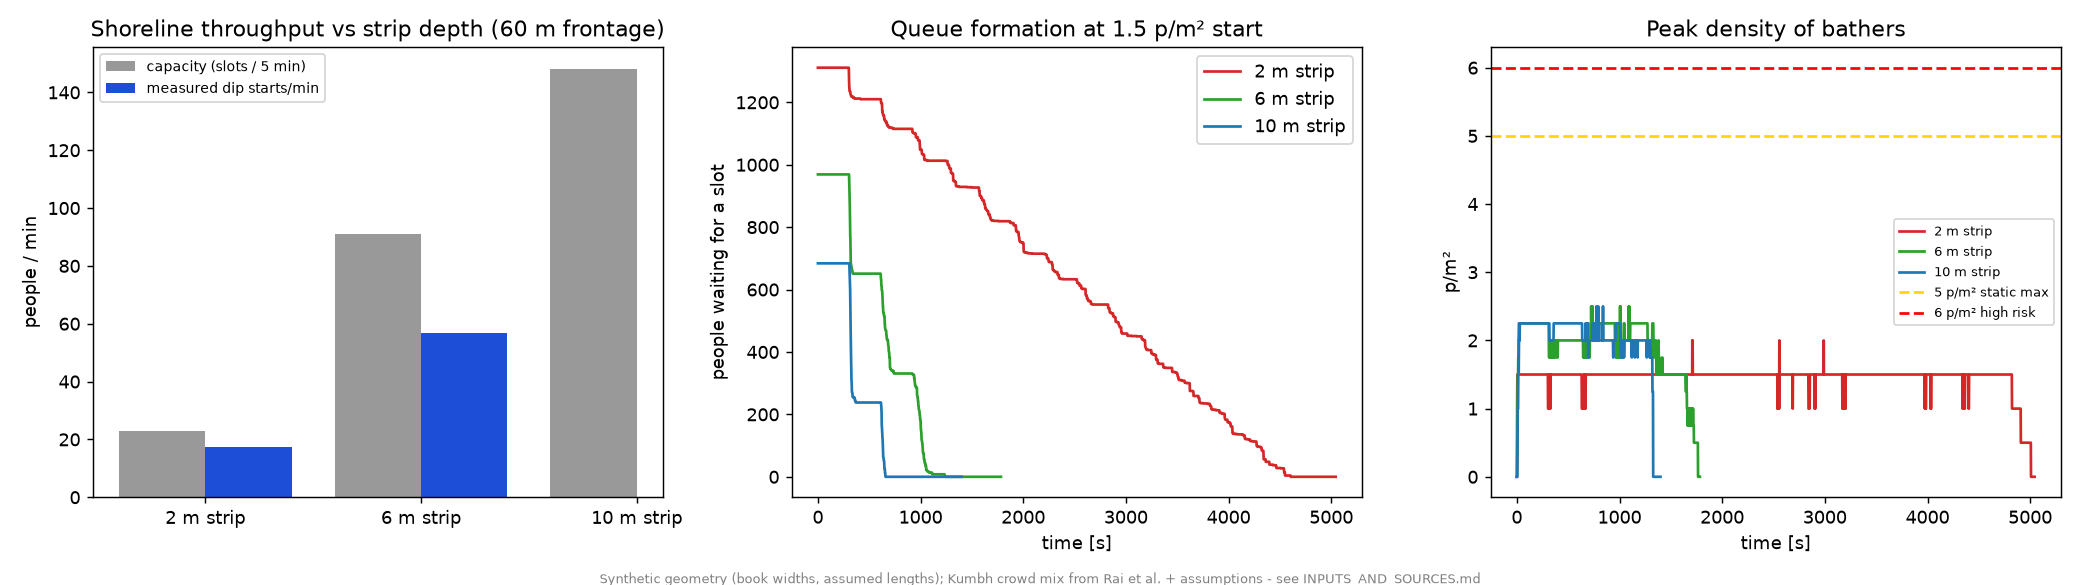 Shoreline throughput vs strip depth (60 m frontage)
capacity (slots / 5 min)
measured dip starts/min
people / min
140
120
100
80
60
40
20
0
2 m strip
6 m strip
10 m strip
Queue formation at 1.5 p/m² start
2 m strip
6 m strip
10 m strip
people waiting for a slot
1200
1000
800
600
400
200
0
0
1000
2000
3000
4000
5000
time [s]
Peak density of bathers
p/m²
6
5
4
3
2
1
0
2 m strip
6 m strip
10 m strip
5 p/m² static max
6 p/m² high risk
0
1000
2000
3000
4000
5000
time [s]
Synthetic geometry (book widths, assumed lengths); Kumbh crowd mix from Rai et al. + assumptions - see INPUTS_AND_SOURCES.md